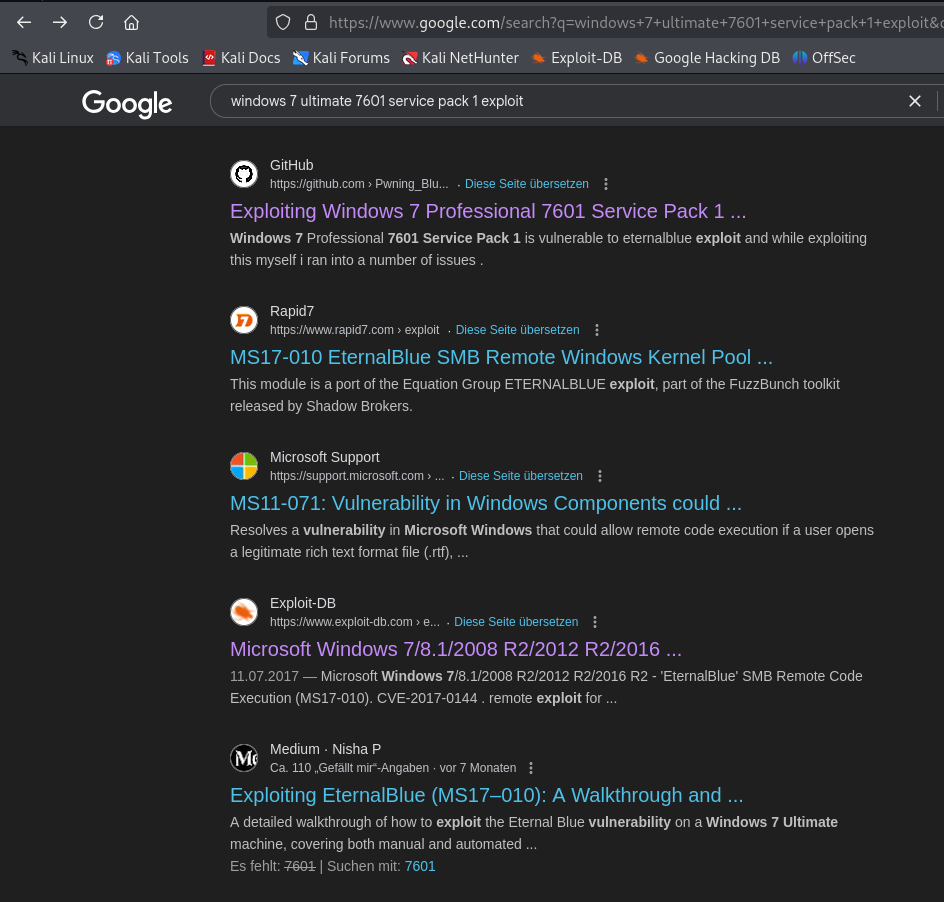 https://www.google.com/search?q=windows+7+ultimate+7601+service+pack+1+exploit&
Kali Linux Kali Tools Kali Docs Kali Forums Kali NetHunter Exploit-DB Google Hacking DB OffSec
Google windows 7 ultimate 7601 service pack 1 exploit
GitHub
https://github.com › Pwning_Blu... · Diese Seite übersetzen
Exploiting Windows 7 Professional 7601 Service Pack 1 ...
Windows 7 Professional 7601 Service Pack 1 is vulnerable to eternalblue exploit and while exploiting
this myself i ran into a number of issues .
Rapid7
https://www.rapid7.com › exploit · Diese Seite übersetzen
MS17-010 EternalBlue SMB Remote Windows Kernel Pool ...
This module is a port of the Equation Group ETERNALBLUE exploit, part of the FuzzBunch toolkit
released by Shadow Brokers.
Microsoft Support
https://support.microsoft.com › ... · Diese Seite übersetzen
MS11-071: Vulnerability in Windows Components could ...
Resolves a vulnerability in Microsoft Windows that could allow remote code execution if a user opens
a legitimate rich text format file (.rtf), ...
Exploit-DB
https://www.exploit-db.com › e... · Diese Seite übersetzen
Microsoft Windows 7/8.1/2008 R2/2012 R2/2016 ...
11.07.2017 — Microsoft Windows 7/8.1/2008 R2/2012 R2/2016 R2 - 'EternalBlue' SMB Remote Code
Execution (MS17-010). CVE-2017-0144 . remote exploit for ...
Medium · Nisha P
Ca. 110 „Gefällt mir“-Angaben · vor 7 Monaten
Exploiting EternalBlue (MS17–010): A Walkthrough and ...
A detailed walkthrough of how to exploit the Eternal Blue vulnerability on a Windows 7 Ultimate
machine, covering both manual and automated ...
Es fehlt: 7601 | Suchen mit: 7601